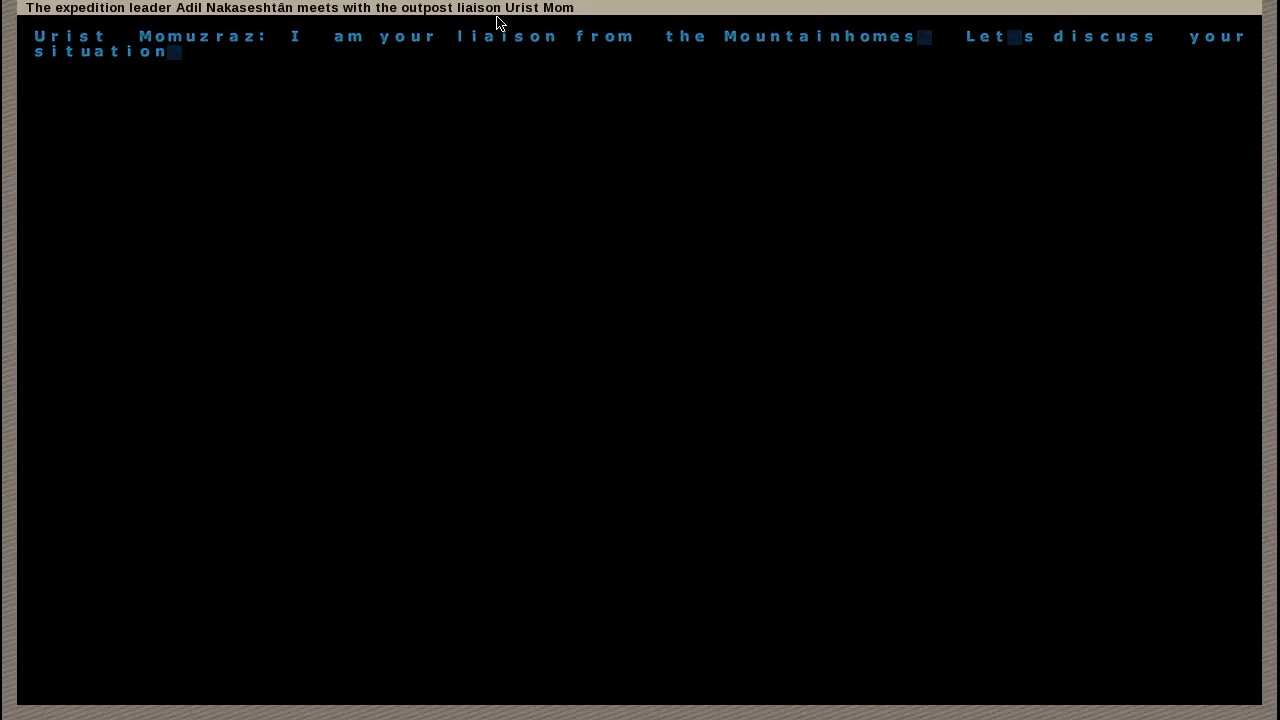 The expedition leader Adil Nakaseshtân meets with the outpost liaison Urist Mom
Urist Momuzraz: I am your liaison from the Mountainhomes Let s discuss your
situation